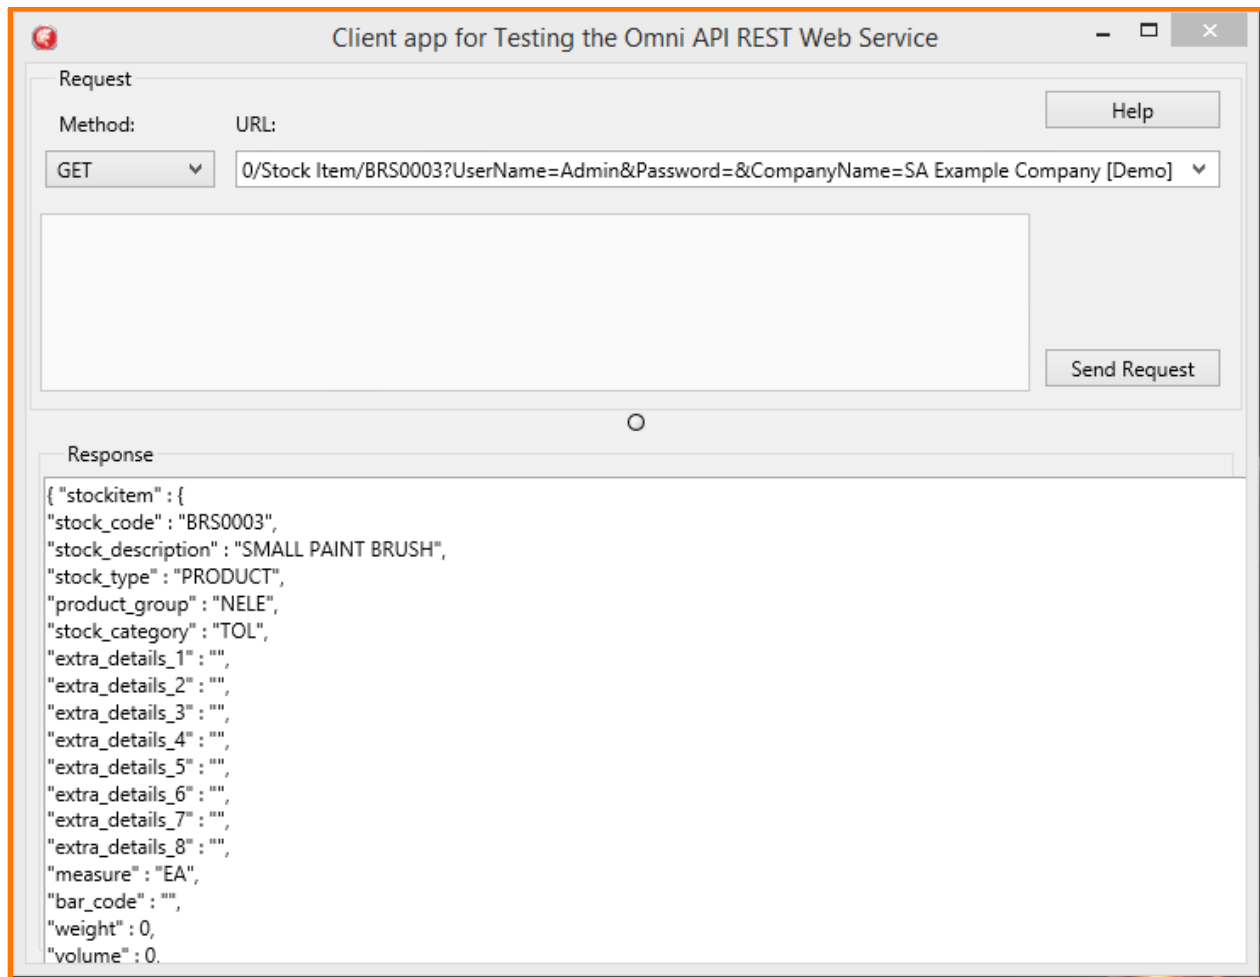 Client app for Testing the Omni API REST Web Service
Request
Help
Method:
URL:
GET
0/Stock Item/BRS0003?UserName=Admin&Password=&CompanyName=SA Example Company [Demo]
Send Request
Response
{ "stockitem" : {
"stock_code" : "BRS0003",
"stock_description" : "SMALL PAINT BRUSH",
"stock_type" : "PRODUCT",
"product_group" : "NELE",
"stock_category" : "TOL",
"extra_details_1" : "",
"extra_details_2" : "",
"extra_details_3" : "",
"extra_details_4" : "",
"extra_details_5" : "",
"extra_details_6" : "",
"extra_details_7" : "",
"extra_details_8" : "",
"measure" : "EA",
"bar_code" : "",
"weight" : 0,
"volume" : 0,